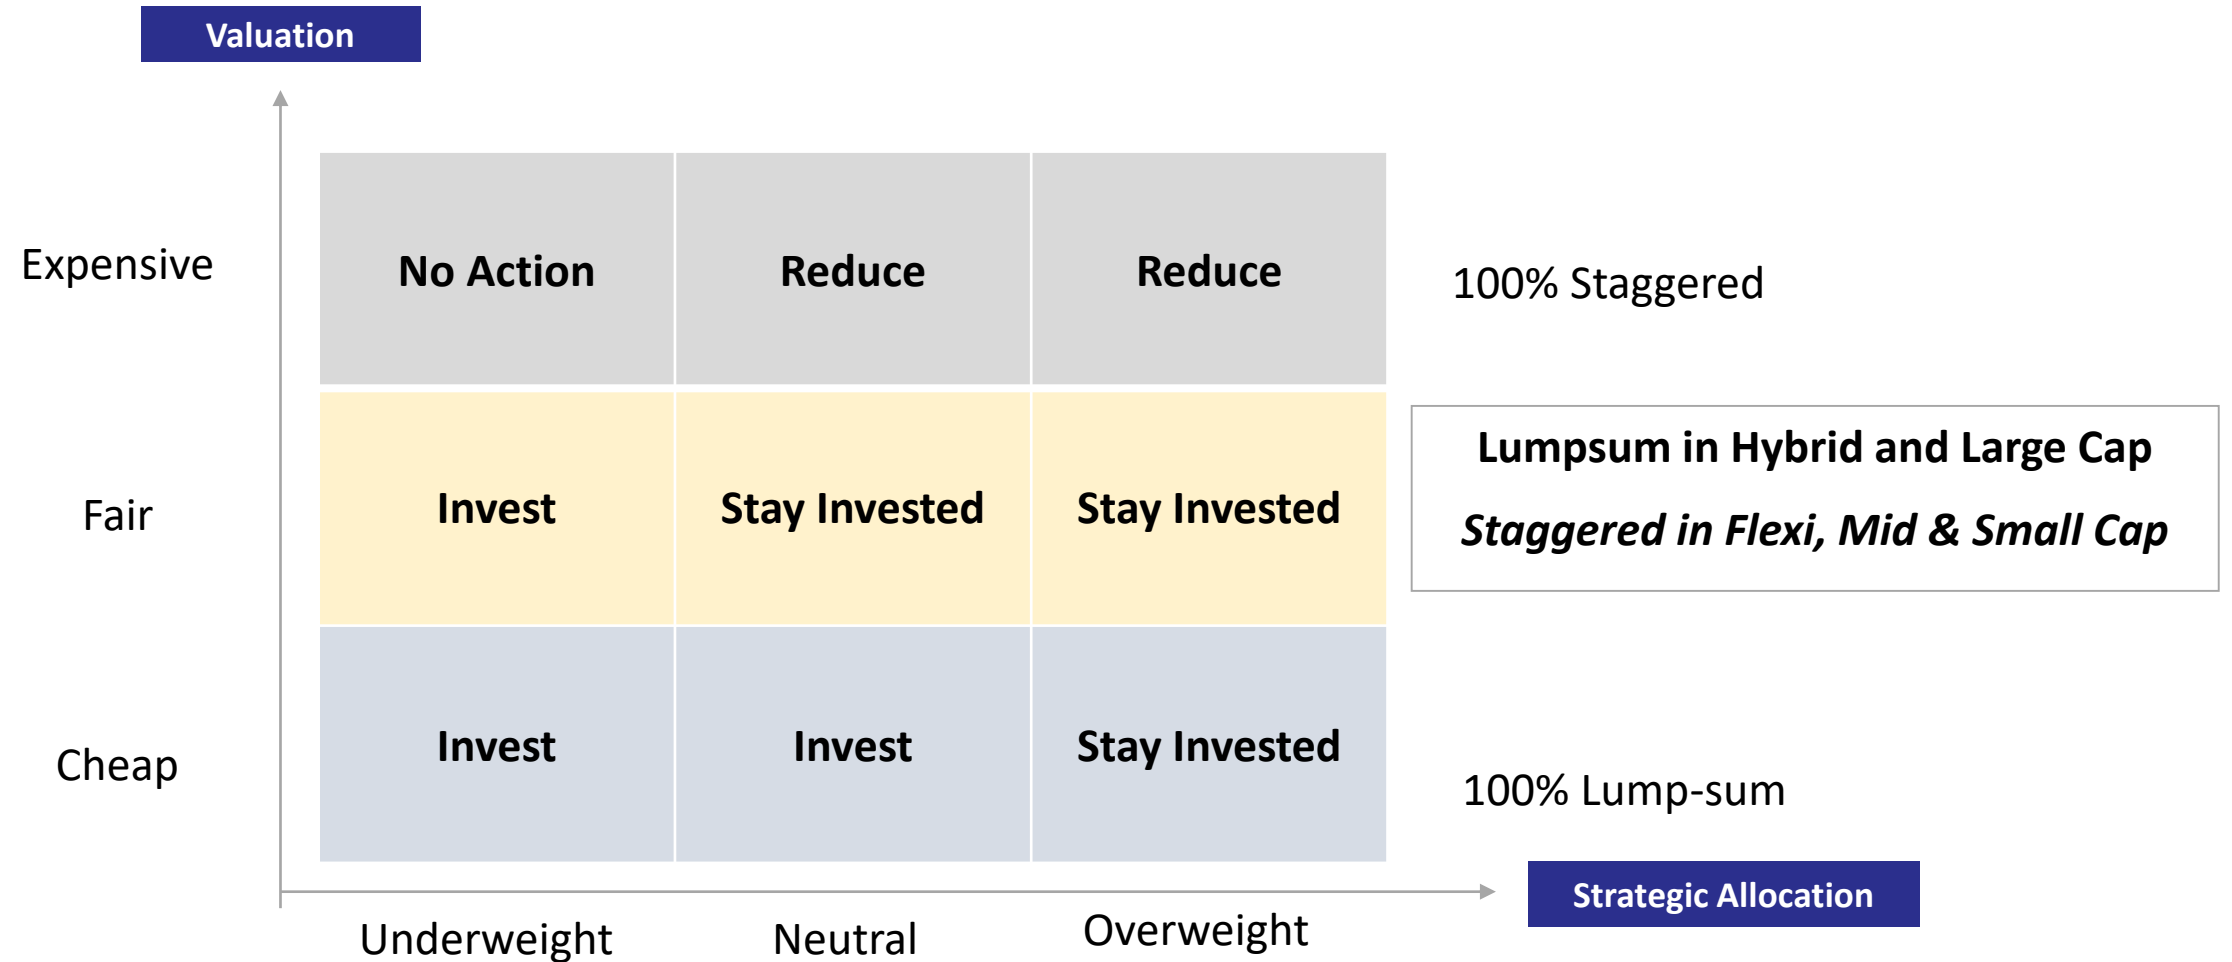 Valuation
Expensive
No Action
Reduce
Reduce
100% Staggered
Fair
Invest
Stay Invested
Stay Invested
Lumpsum in Hybrid and Large Cap
Staggered in Flexi, Mid & Small Cap
Cheap
Invest
Invest
Stay Invested
100% Lump-sum
Strategic Allocation
Underweight
Neutral
Overweight